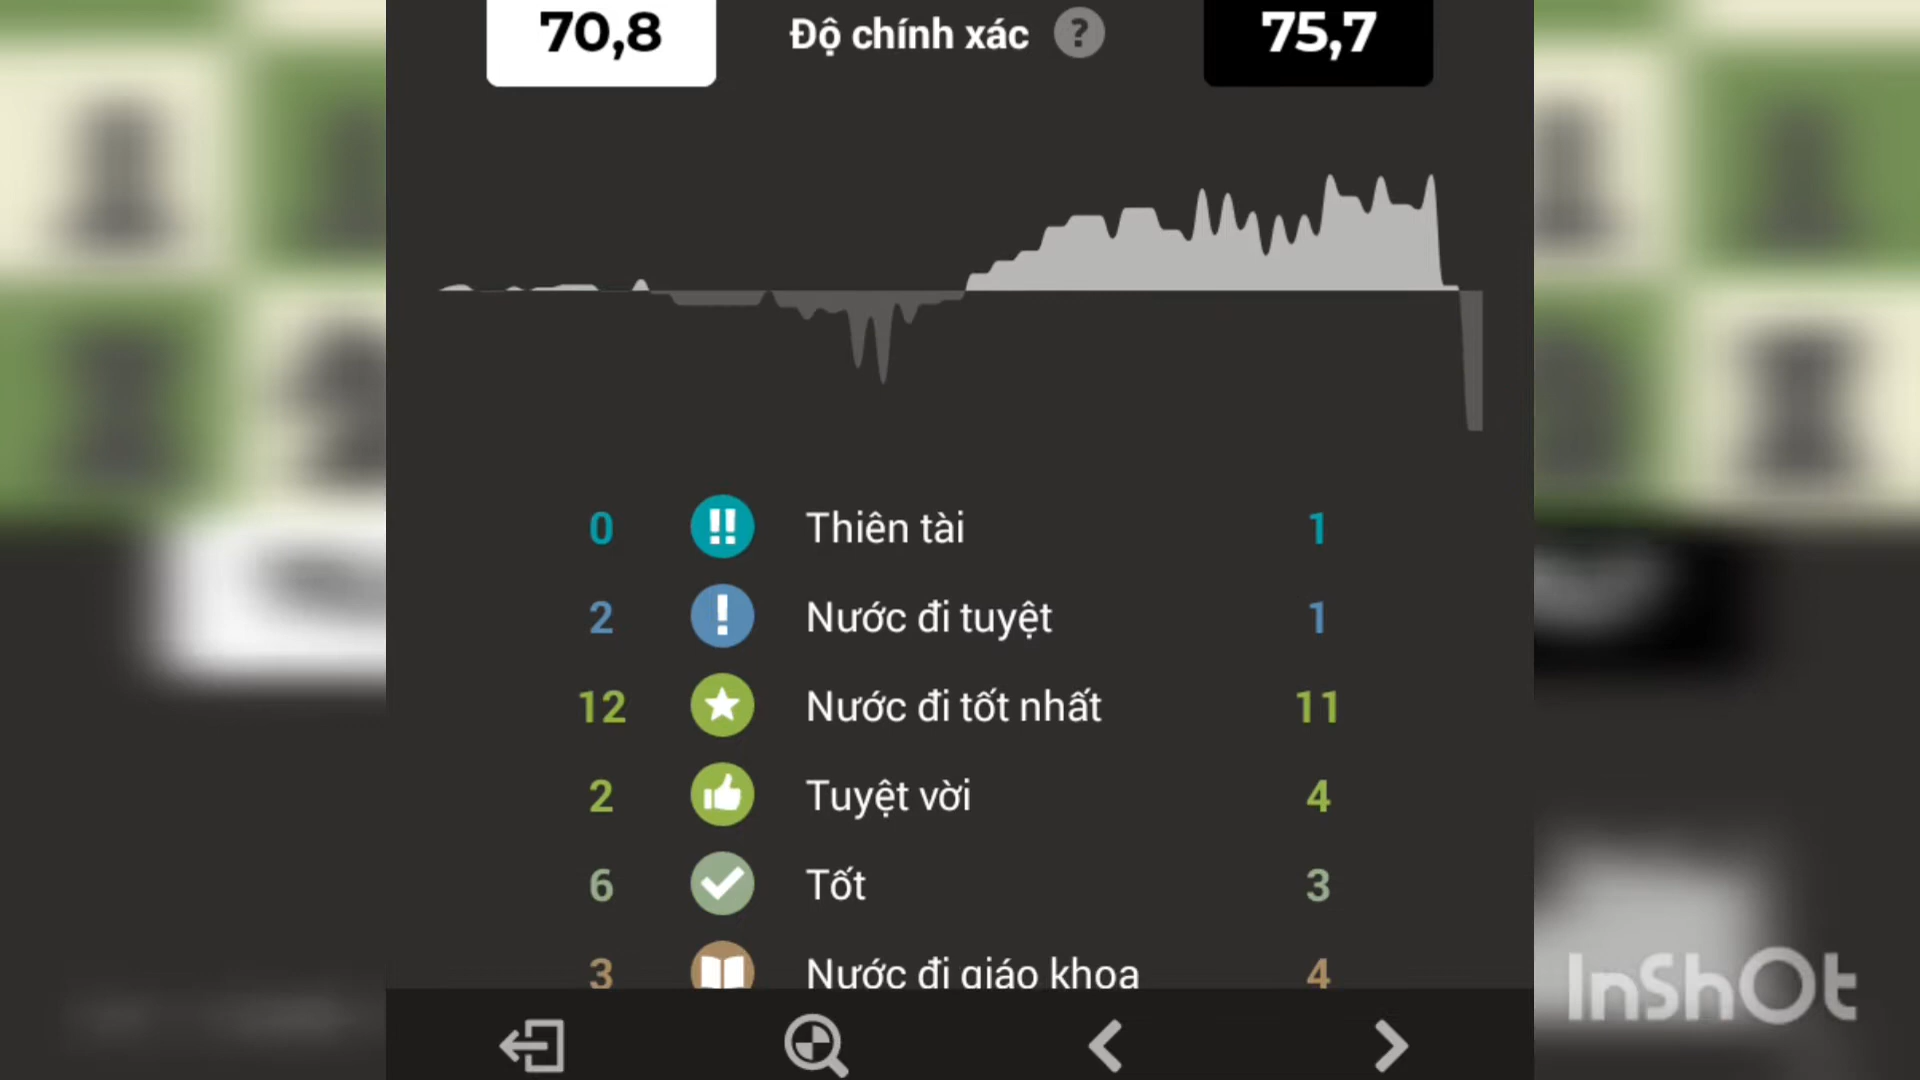 70,8 Độ chính xác ? 75,7
0 !! Thiên tài 1
2 ! Nước đi tuyệt 1
12 Nước đi tốt nhất 11
2 Tuyệt vời 4
6 Tốt 3
3 Nước đi giáo khoa 4
InShOt